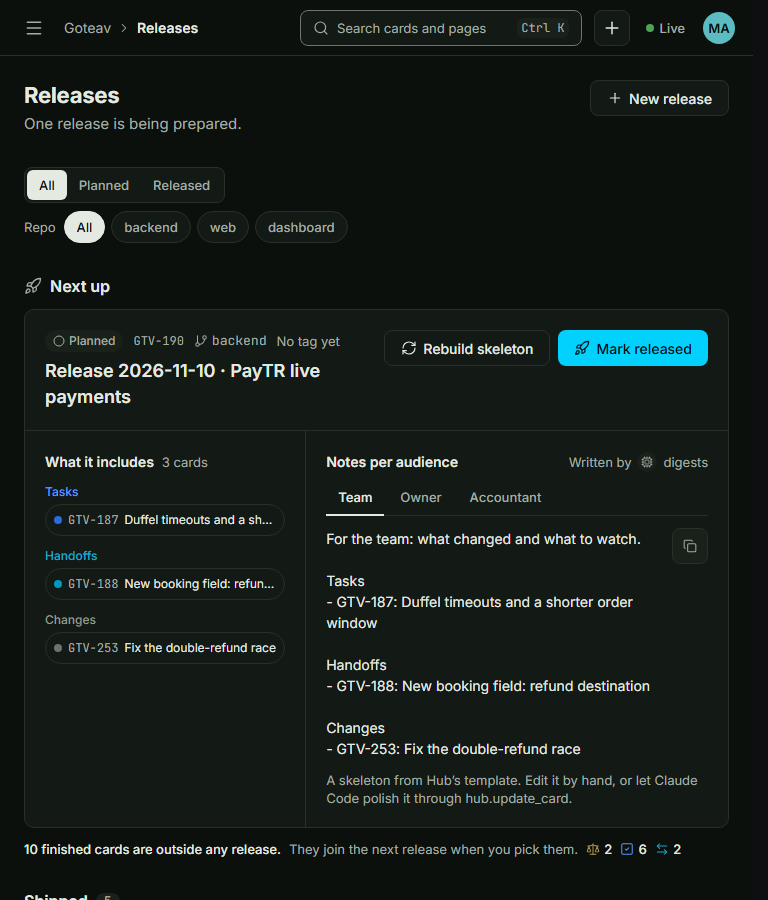 Goteav > Releases
Search cards and pages Ctrl K
Live
MA
Releases
One release is being prepared.
New release
All Planned Released
Repo All backend web dashboard
Next up
Planned GTV-190 backend No tag yet
Rebuild skeleton
Mark released
Release 2026-11-10 · PayTR live
payments
What it includes 3 cards
Tasks
GTV-187 Duffel timeouts and a sh...
Handoffs
GTV-188 New booking field: refun...
Changes
GTV-253 Fix the double-refund race
Notes per audience
Written by digests
Team Owner Accountant
For the team: what changed and what to watch.
Tasks
- GTV-187: Duffel timeouts and a shorter order
window
Handoffs
- GTV-188: New booking field: refund destination
Changes
- GTV-253: Fix the double-refund race
A skeleton from Hub's template. Edit it by hand, or let Claude
Code polish it through hub.update_card.
10 finished cards are outside any release. They join the next release when you pick them. 2 6 2
Shipped 5